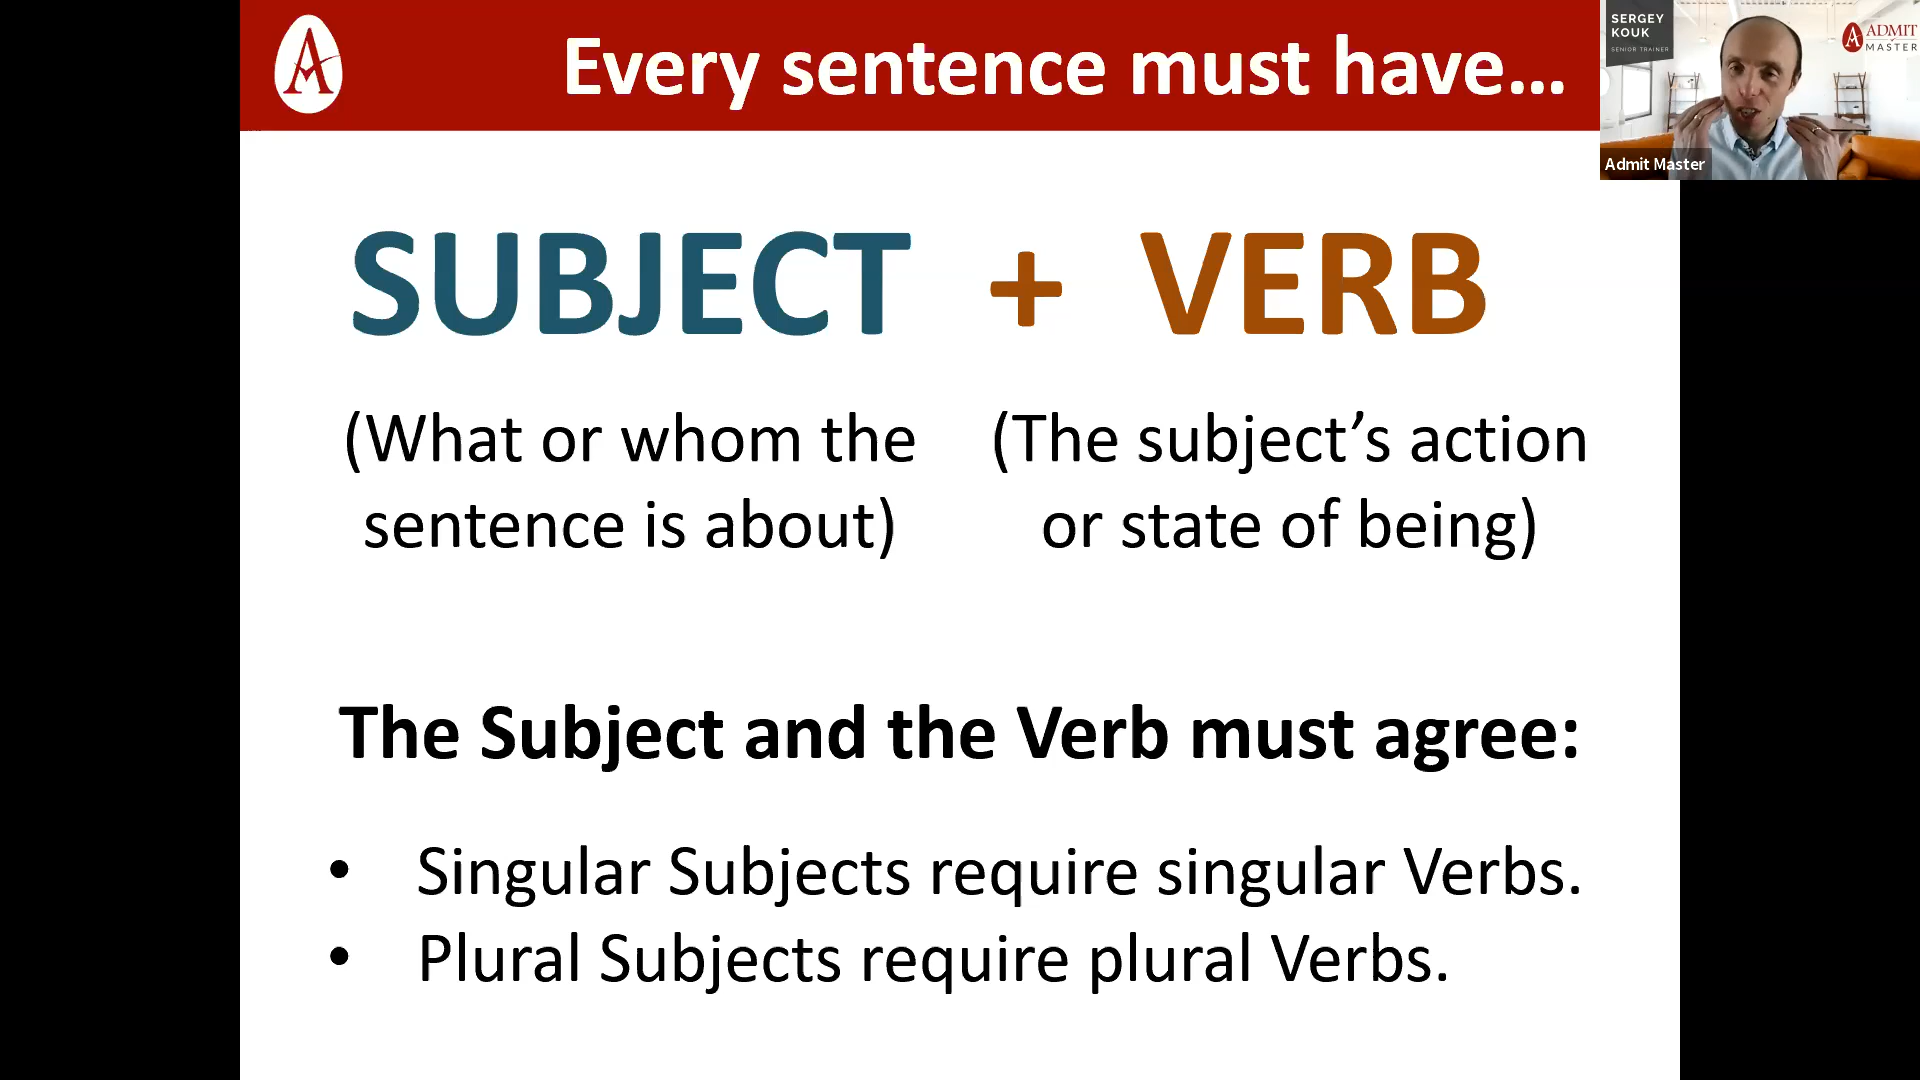 Every sentence must have...
SERGEY
KOUK
SENIOR TRAINER
ADMIT
MASTER
Admit Master
SUBJECT + VERB
(What or whom the
sentence is about)
(The subject’s action
or state of being)
The Subject and the Verb must agree:
• Singular Subjects require singular Verbs.
• Plural Subjects require plural Verbs.